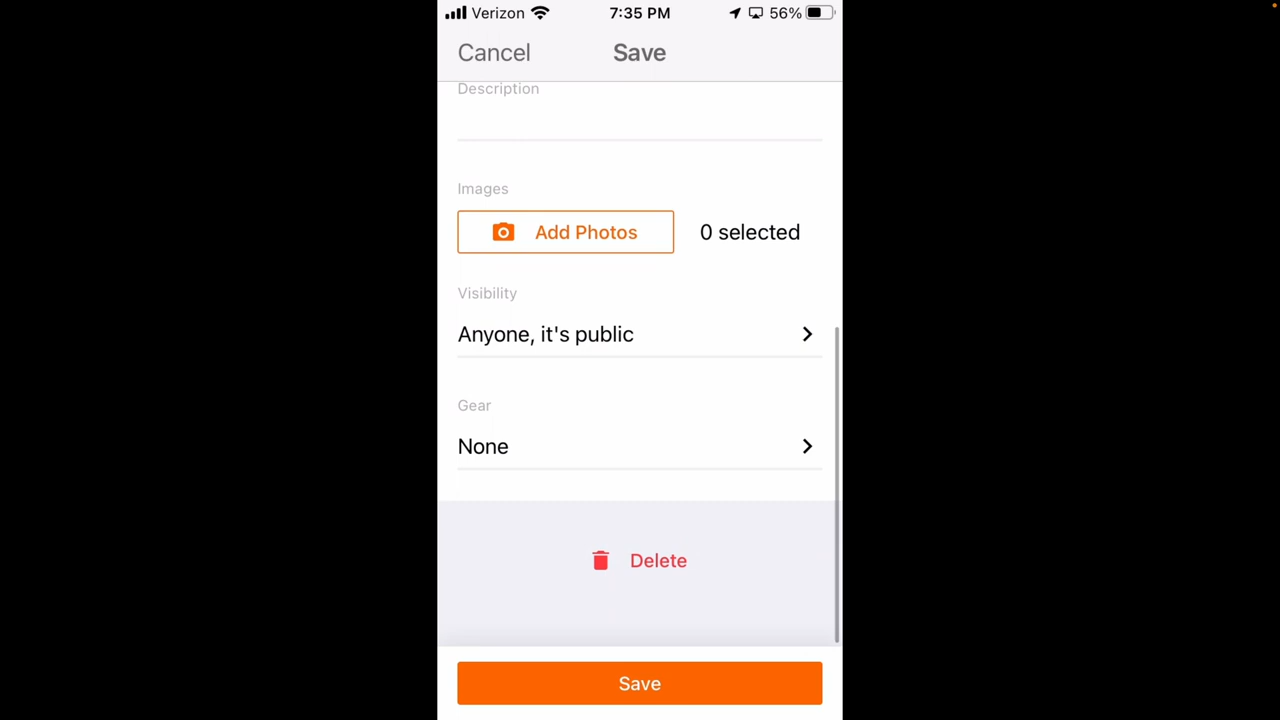 Verizon 7:35 PM 56%
Cancel Save
Description
Images
Add Photos 0 selected
Visibility
Anyone, it's public
Gear
None
Delete
Save